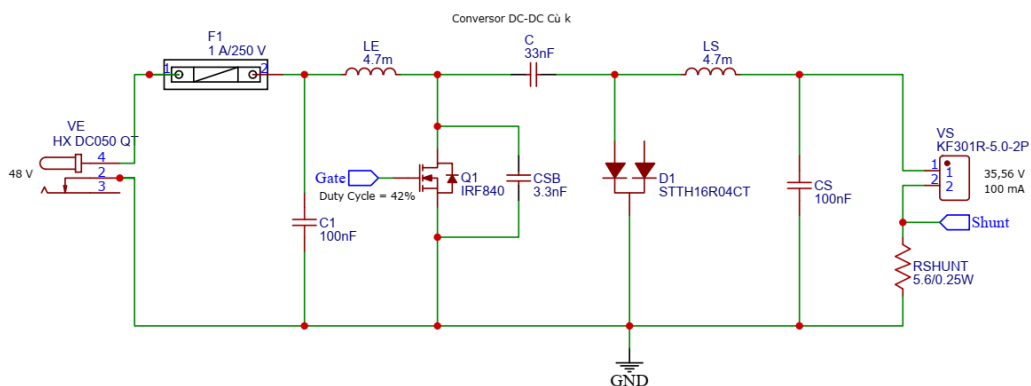 Conversor DC-DC Cù k
F1
1 A/250 V
1
2
LE
4.7m
C
33nF
LS
4.7m
VE
HX DC050 QT
48 V
4
2
3
C1
100nF
Gate
Duty Cycle = 42%
Q1
IRF840
CSB
3.3nF
D1
STTH16R04CT
CS
100nF
VS
KF301R-5.0-2P
1
2
1
2
35,56 V
100 mA
Shunt
RSHUNT
5.6/0.25W
GND